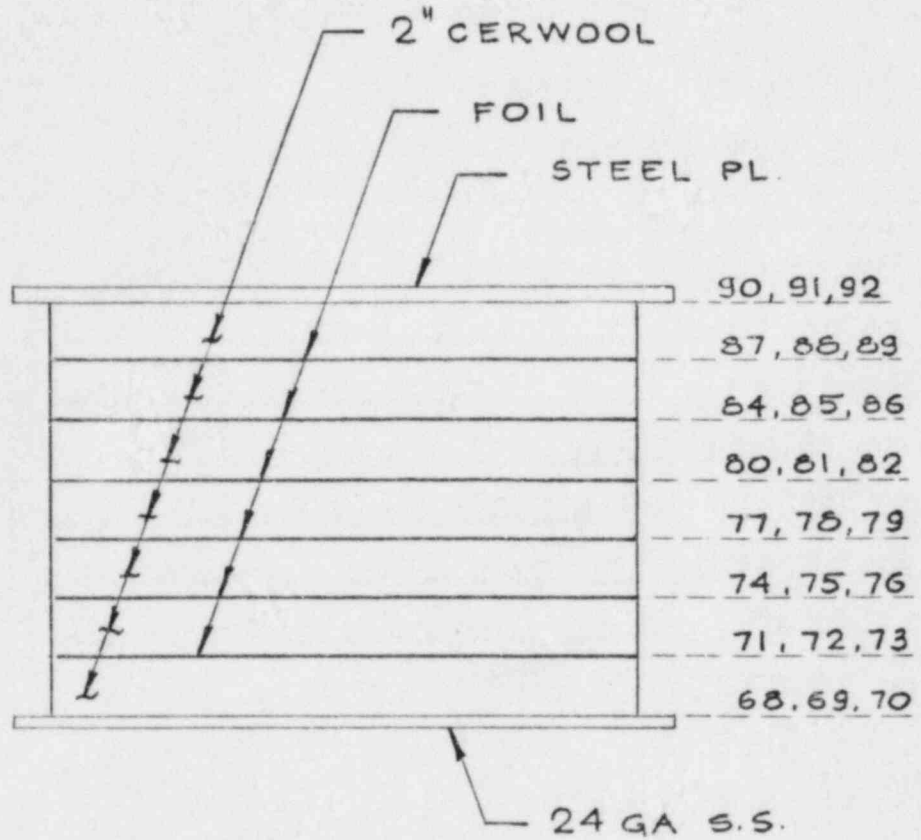 2" CERWOOL
FOIL
STEEL PL.
90, 91, 92
87, 88, 89
84, 85, 86
80, 81, 82
77, 78, 79
74, 75, 76
71, 72, 73
68, 69, 70
24 GA S.S.